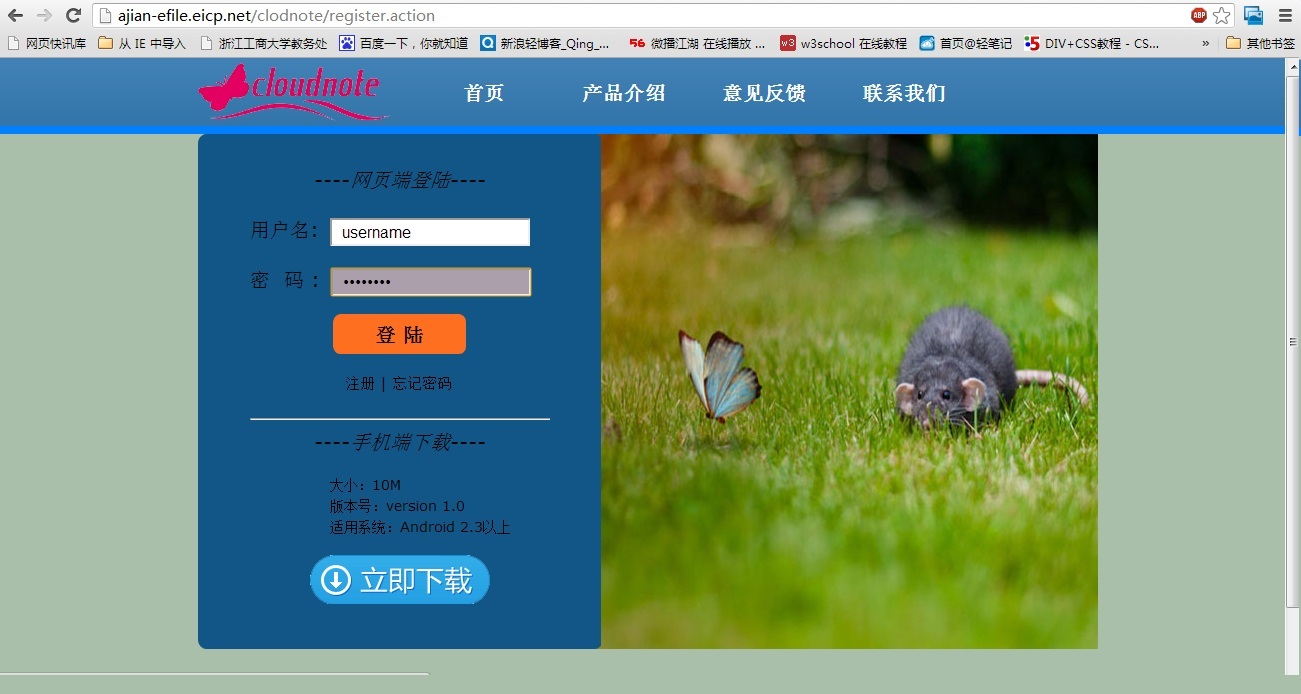 ajian-efile.eicp.net/clodnote/register.action
ABP
网页快讯库 从 IE 中导入 浙江工商大学教务处 百度一下，你就知道 新浪轻博客_Qing_... 56 微播江湖 在线播放 ... w3 w3school 在线教程 首页@轻笔记 5 DIV+CSS教程 - CS... » 其他书签
cloudnote 首页 产品介绍 意见反馈 联系我们
----网页端登陆----
用户名： username
密 码： ••••••••
登 陆
注册 | 忘记密码
----手机端下载----
大小：10M
版本号：version 1.0
适用系统：Android 2.3以上
立即下载